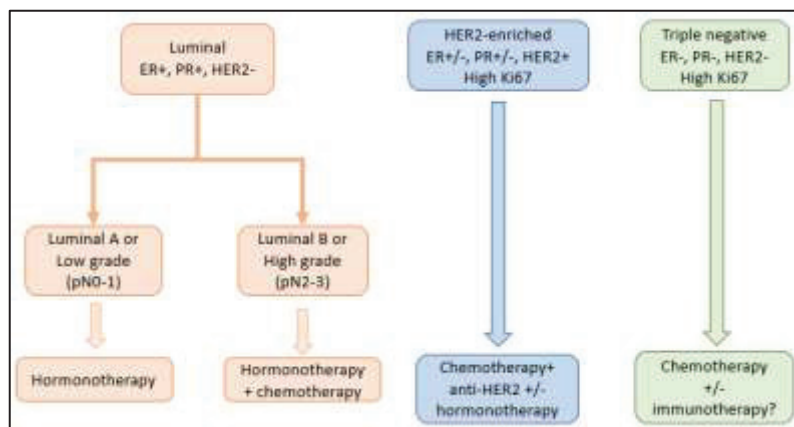 Luminal
ER+, PR+, HER2-
HER2-enriched
ER+/-, PR+/-, HER2+
High Ki67
Triple negative
ER-, PR-, HER2-
High Ki67
Luminal A or
Low grade
(pN0-1)
Luminal B or
High grade
(pN2-3)
Hormonotherapy
Hormonotherapy
+ chemotherapy
Chemotherapy+
anti-HER2 +/-
hormonotherapy
Chemotherapy
+/-
immunotherapy?